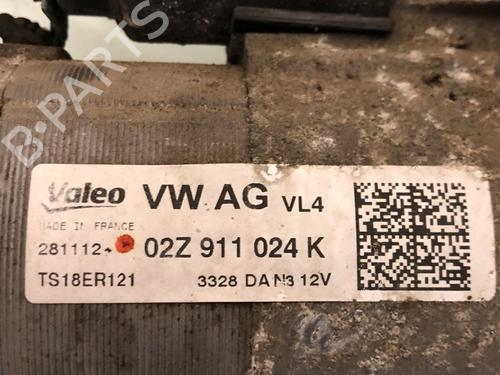 B-PARTS
Valeo VW AG VL4
MADE IN FRANCE
281112 02Z 911 024 K
TS18ER121 3328 DA N3 12V